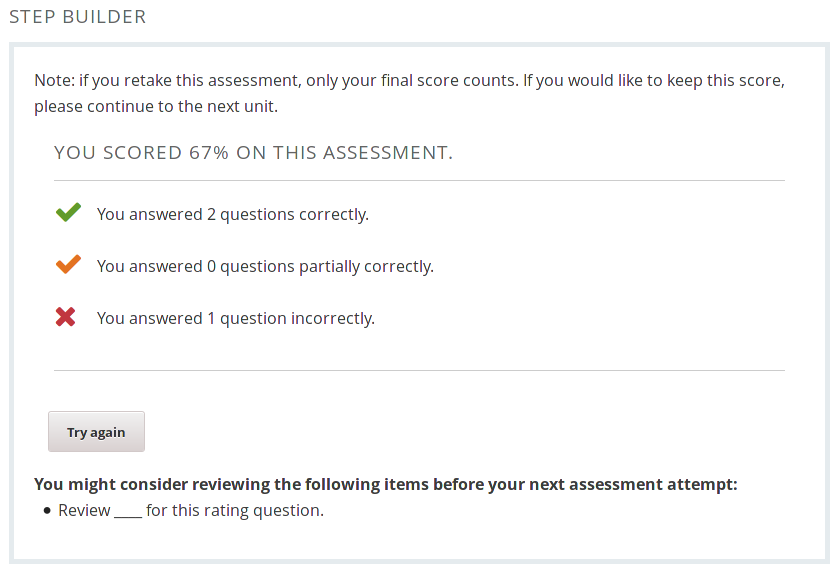 STEP BUILDER
Note: if you retake this assessment, only your final score counts. If you would like to keep this score,
please continue to the next unit.
YOU SCORED 67% ON THIS ASSESSMENT.
You answered 2 questions correctly.
You answered 0 questions partially correctly.
You answered 1 question incorrectly.
Try again
You might consider reviewing the following items before your next assessment attempt:
• Review ____ for this rating question.